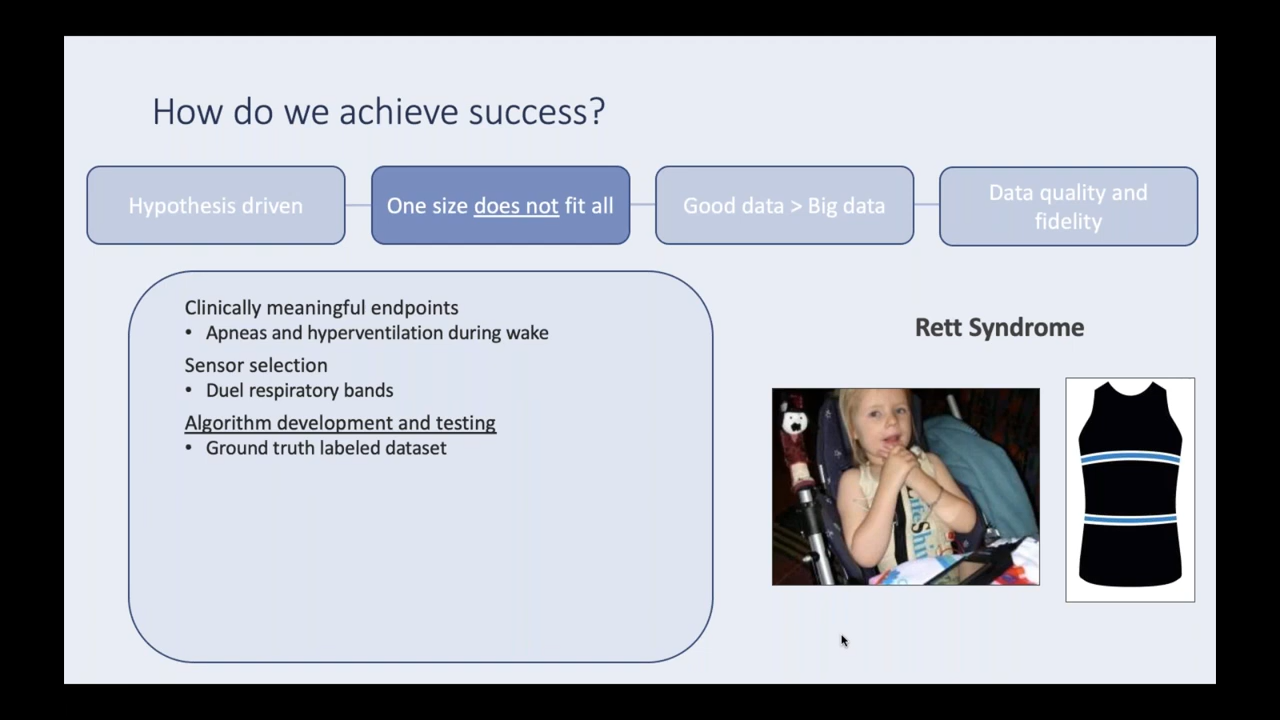 How do we achieve success?
Hypothesis driven
One size does not fit all
Good data > Big data
Data quality and
fidelity
Clinically meaningful endpoints
• Apneas and hyperventilation during wake
Sensor selection
• Duel respiratory bands
Algorithm development and testing
• Ground truth labeled dataset
Rett Syndrome
LifeShirt